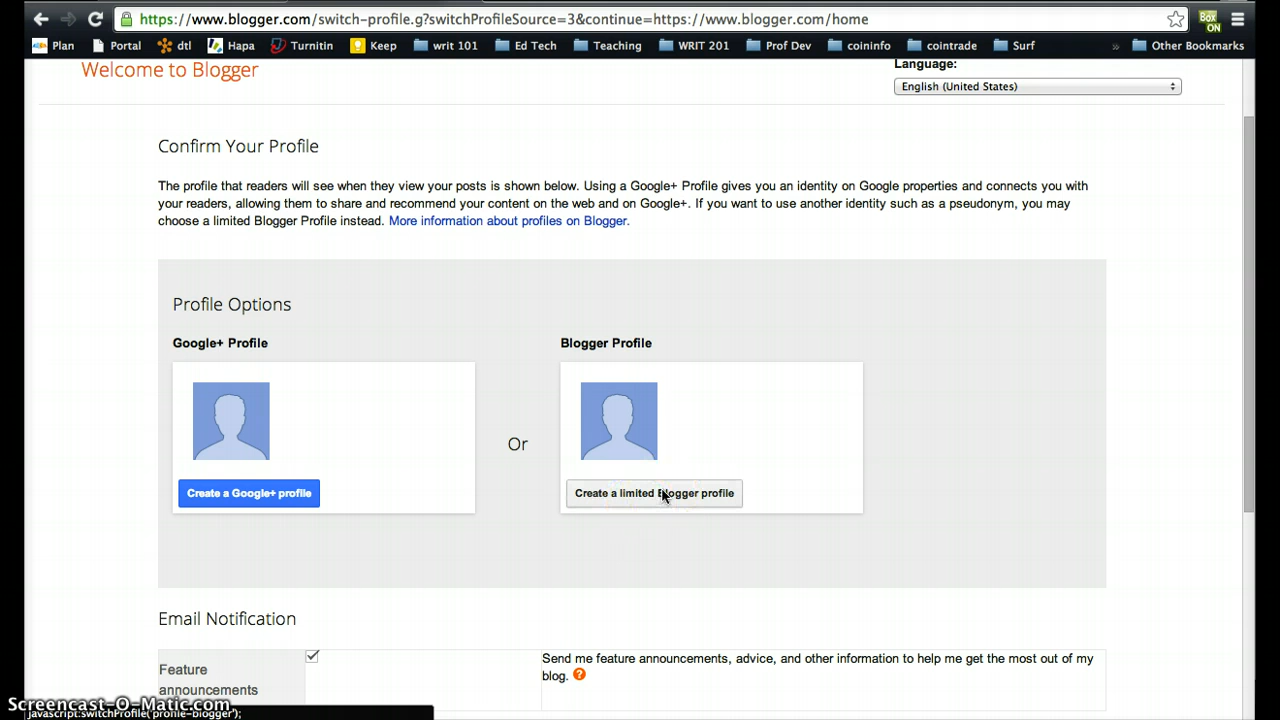 https://www.blogger.com/switch-profile.g?switchProfileSource=3&continue=https://www.blogger.com/home
Box
ON
Plan Portal dtl Hapa Turnitin Keep writ 101 Ed Tech Teaching WRIT 201 Prof Dev coininfo cointrade Surf » Other Bookmarks
Welcome to Blogger
Language:
English (United States)
Confirm Your Profile
The profile that readers will see when they view your posts is shown below. Using a Google+ Profile gives you an identity on Google properties and connects you with
your readers, allowing them to share and recommend your content on the web and on Google+. If you want to use another identity such as a pseudonym, you may
choose a limited Blogger Profile instead. More information about profiles on Blogger.
Profile Options
Google+ Profile
Blogger Profile
Or
Create a Google+ profile
Create a limited Blogger profile
Email Notification
Feature
announcements
Send me feature announcements, advice, and other information to help me get the most out of my
blog. ?
Screencast-O-Matic.com
javascript:switchProfile('profile-blogger');